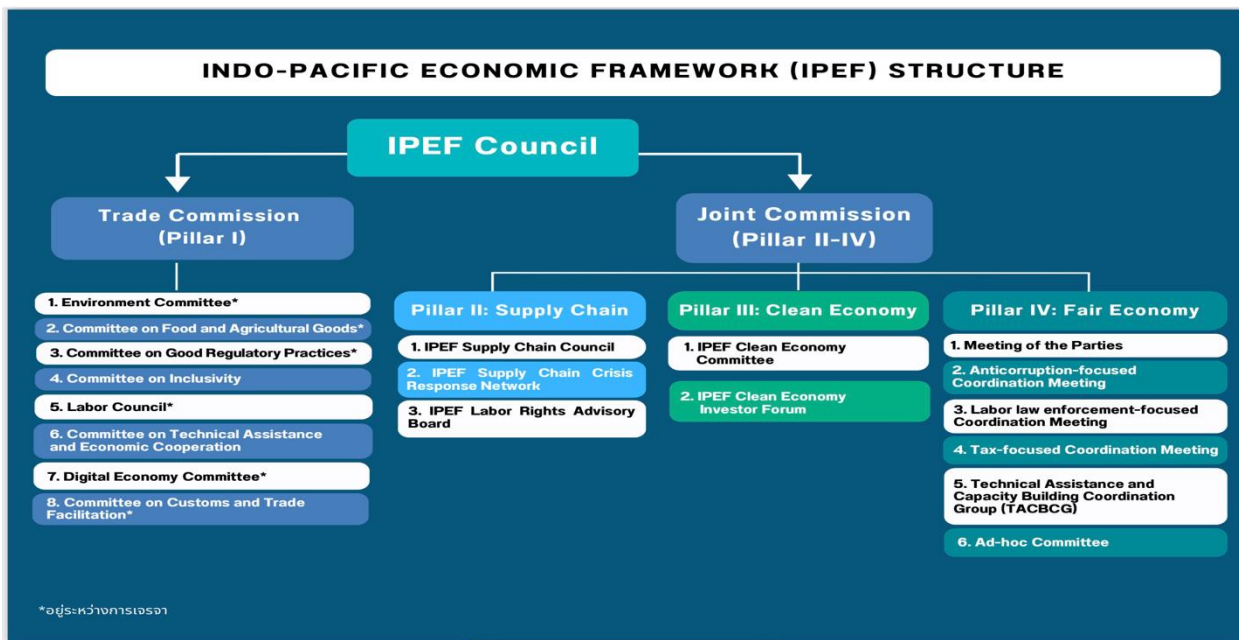 INDO-PACIFIC ECONOMIC FRAMEWORK (IPEF) STRUCTURE
IPEF Council
Trade Commission
(Pillar I)
1. Environment Committee*
2. Committee on Food and Agricultural Goods*
3. Committee on Good Regulatory Practices*
4. Committee on Inclusivity
5. Labor Council*
6. Committee on Technical Assistance
and Economic Cooperation
7. Digital Economy Committee*
8. Committee on Customs and Trade
Facilitation*
Joint Commission
(Pillar II-IV)
Pillar II: Supply Chain
1. IPEF Supply Chain Council
2. IPEF Supply Chain Crisis
Response Network
3. IPEF Labor Rights Advisory
Board
Pillar III: Clean Economy
1. IPEF Clean Economy
Committee
2. IPEF Clean Economy
Investor Forum
Pillar IV: Fair Economy
1. Meeting of the Parties
2. Anticorruption-focused
Coordination Meeting
3. Labor law enforcement-focused
Coordination Meeting
4. Tax-focused Coordination Meeting
5. Technical Assistance and
Capacity Building Coordination
Group (TACBCG)
6. Ad-hoc Committee
*อยู่ระหว่างการเจรจา